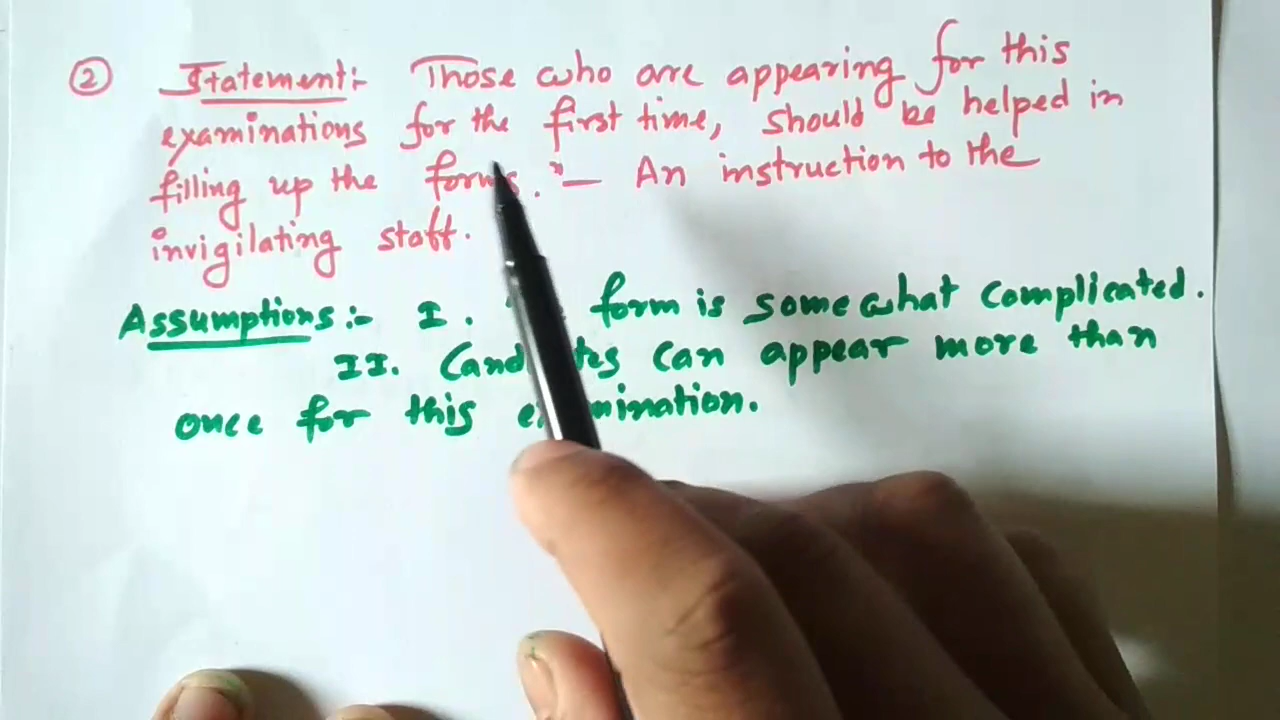 ② Statement:- Those who are appearing for this
examinations for the first time, should be helped in
filling up the forms." — An instruction to the
invigilating staff.
Assumptions:- I. form is somewhat complicated.
II. can appear more than
once for this